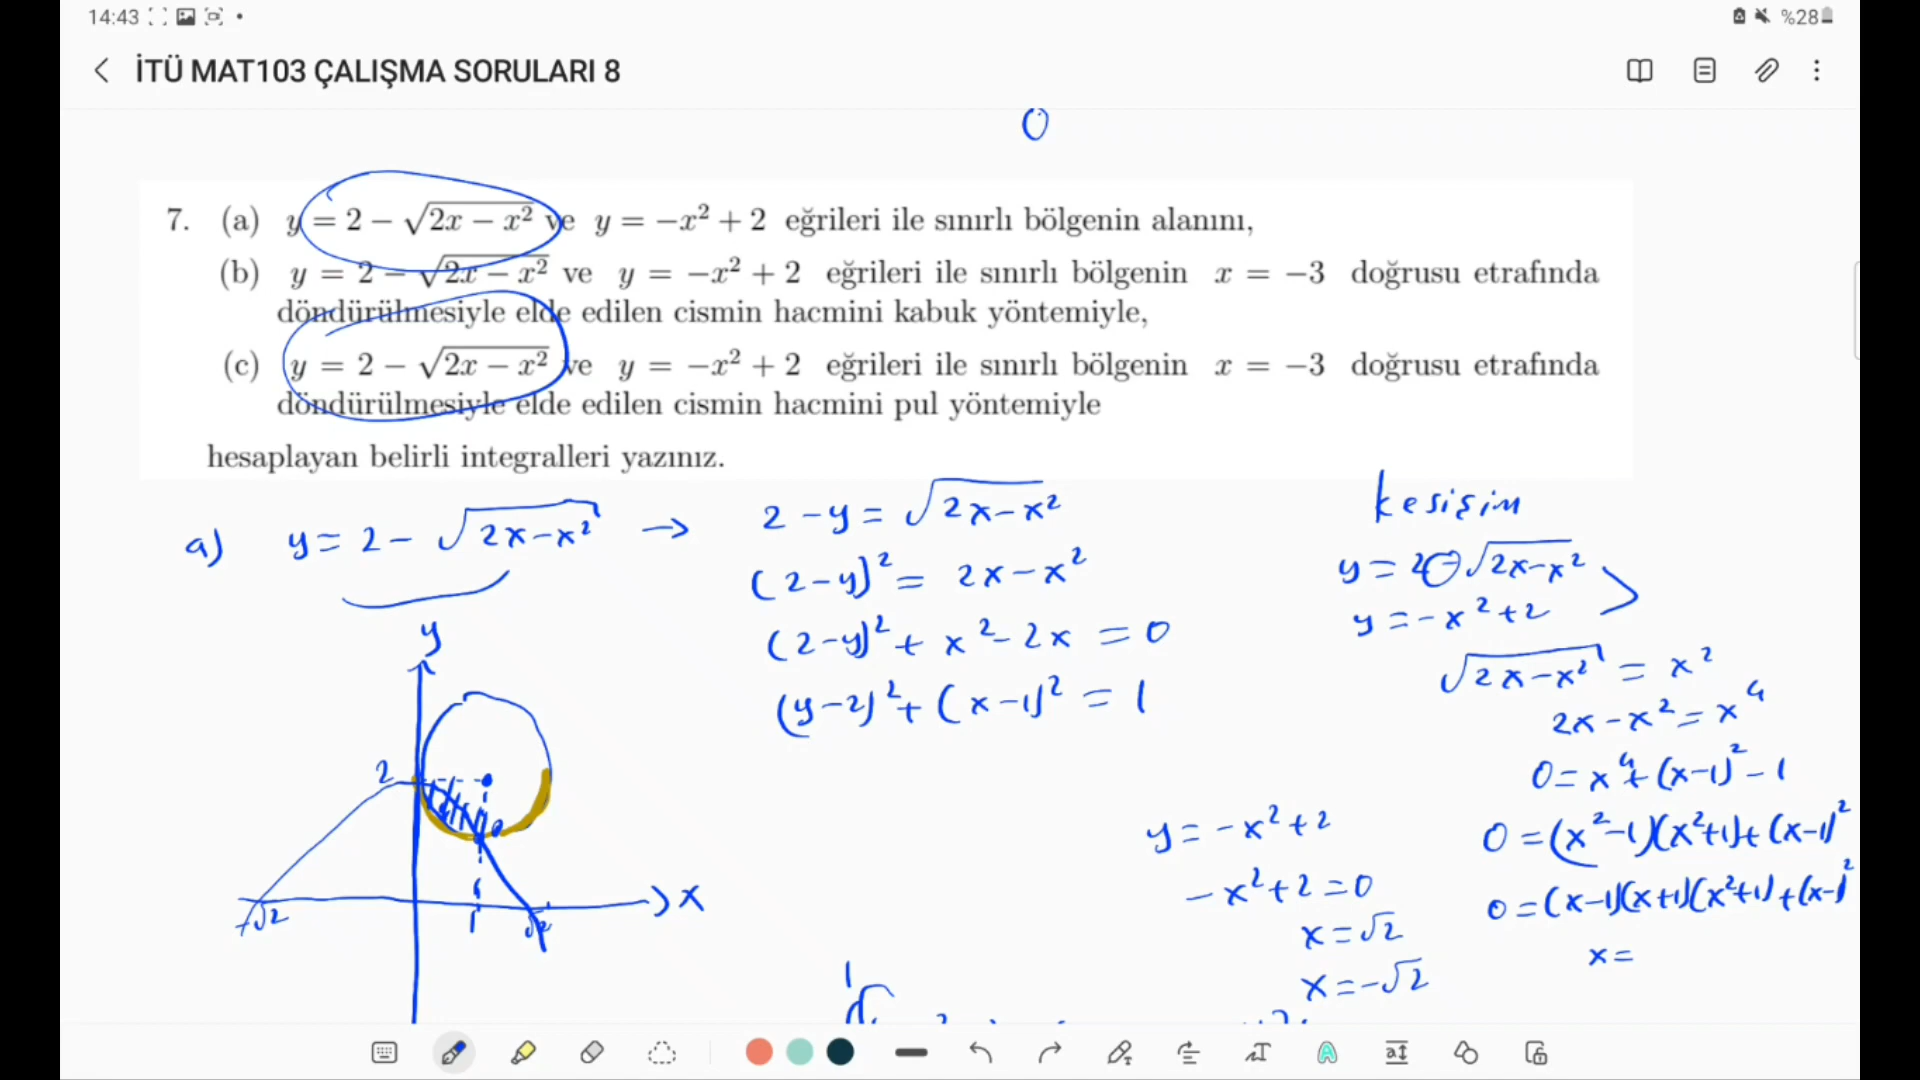 14:43
%28
İTÜ MAT103 ÇALIŞMA SORULARI 8
0
7. (a) y = 2 − √(2x − x²) ve y = −x² + 2 eğrileri ile sınırlı bölgenin alanını,
(b) y = 2 − √(2x − x²) ve y = −x² + 2 eğrileri ile sınırlı bölgenin x = −3 doğrusu etrafında
döndürülmesiyle elde edilen cismin hacmini kabuk yöntemiyle,
(c) y = 2 − √(2x − x²) ve y = −x² + 2 eğrileri ile sınırlı bölgenin x = −3 doğrusu etrafında
döndürülmesiyle elde edilen cismin hacmini pul yöntemiyle
hesaplayan belirli integralleri yazınız.
a) y = 2 − √(2x−x²) →
2 − y = √(2x−x²)
(2−y)² = 2x−x²
(2−y)² + x²−2x = 0
(y−2)² + (x−1)² = 1
kesişim
y = 2 − √(2x−x²)
y = −x²+2
√(2x−x²) = x²
2x−x² = x⁴
0 = x⁴ + (x−1)² − 1
0 = (x²−1)(x²+1) + (x−1)²
0 = (x−1)(x+1)(x²+1) + (x−1)²
x =
y = −x²+2
−x²+2 = 0
x = √2
x = −√2
y
2
x
−√2
1
√2
1